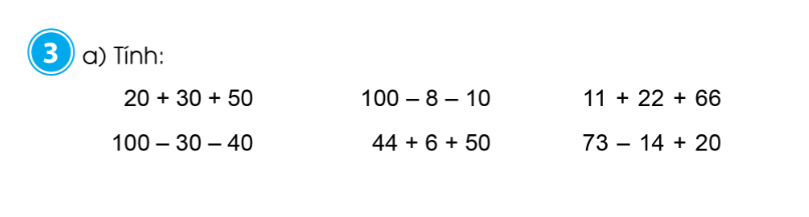 3 a) Tính:
20 + 30 + 50 100 – 8 – 10 11 + 22 + 66
100 – 30 – 40 44 + 6 + 50 73 – 14 + 20